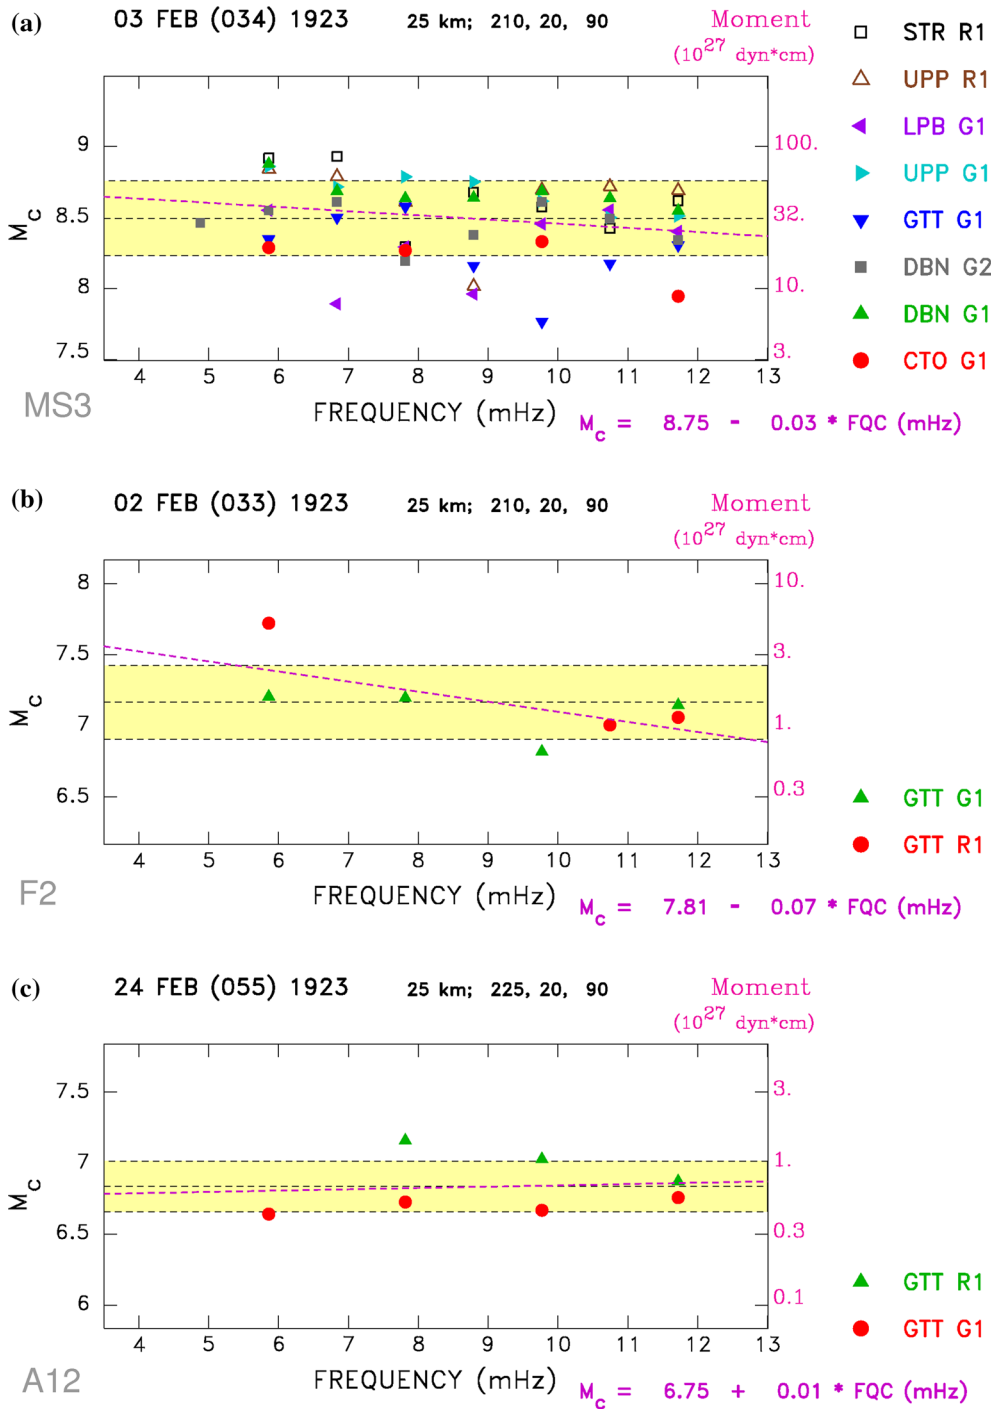 (a) 03 FEB (034) 1923 25 km; 210, 20, 90 Moment
(10^27 dyn*cm)
STR R1
UPP R1
LPB G1
UPP G1
GTT G1
DBN G2
DBN G1
CTO G1
9
8.5
8
7.5
M_c
100.
32.
10.
3.
4 5 6 7 8 9 10 11 12 13
FREQUENCY (mHz)
MS3
M_c = 8.75 - 0.03 * FQC (mHz)
(b) 02 FEB (033) 1923 25 km; 210, 20, 90 Moment
(10^27 dyn*cm)
8
7.5
7
6.5
M_c
10.
3.
1.
0.3
GTT G1
GTT R1
4 5 6 7 8 9 10 11 12 13
FREQUENCY (mHz)
F2
M_c = 7.81 - 0.07 * FQC (mHz)
(c) 24 FEB (055) 1923 25 km; 225, 20, 90 Moment
(10^27 dyn*cm)
7.5
7
6.5
6
M_c
3.
1.
0.3
0.1
GTT R1
GTT G1
4 5 6 7 8 9 10 11 12 13
FREQUENCY (mHz)
A12
M_c = 6.75 + 0.01 * FQC (mHz)